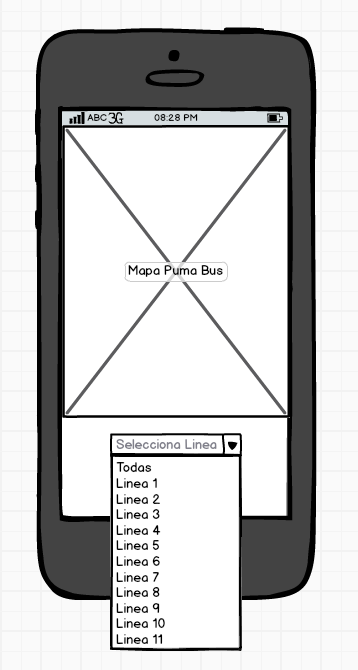 ABC 3G 08:28 PM
Mapa Puma Bus
Selecciona Linea
Todas
Linea 1
Linea 2
Linea 3
Linea 4
Linea 5
Linea 6
Linea 7
Linea 8
Linea 9
Linea 10
Linea 11